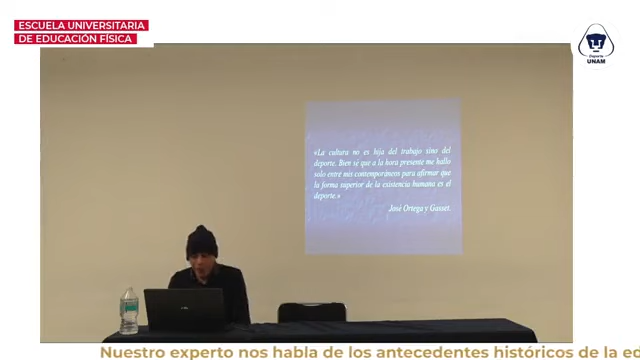 ESCUELA UNIVERSITARIA
DE EDUCACIÓN FÍSICA
Deporte
UNAM
«La cultura no es hija del trabajo sino del
deporte. Bien sé que a la hora presente me hallo
solo entre mis contemporáneos para afirmar que
la forma superior de la existencia humana es el
deporte.»
José Ortega y Gasset.
Nuestro experto nos habla de los antecedentes históricos de la ed